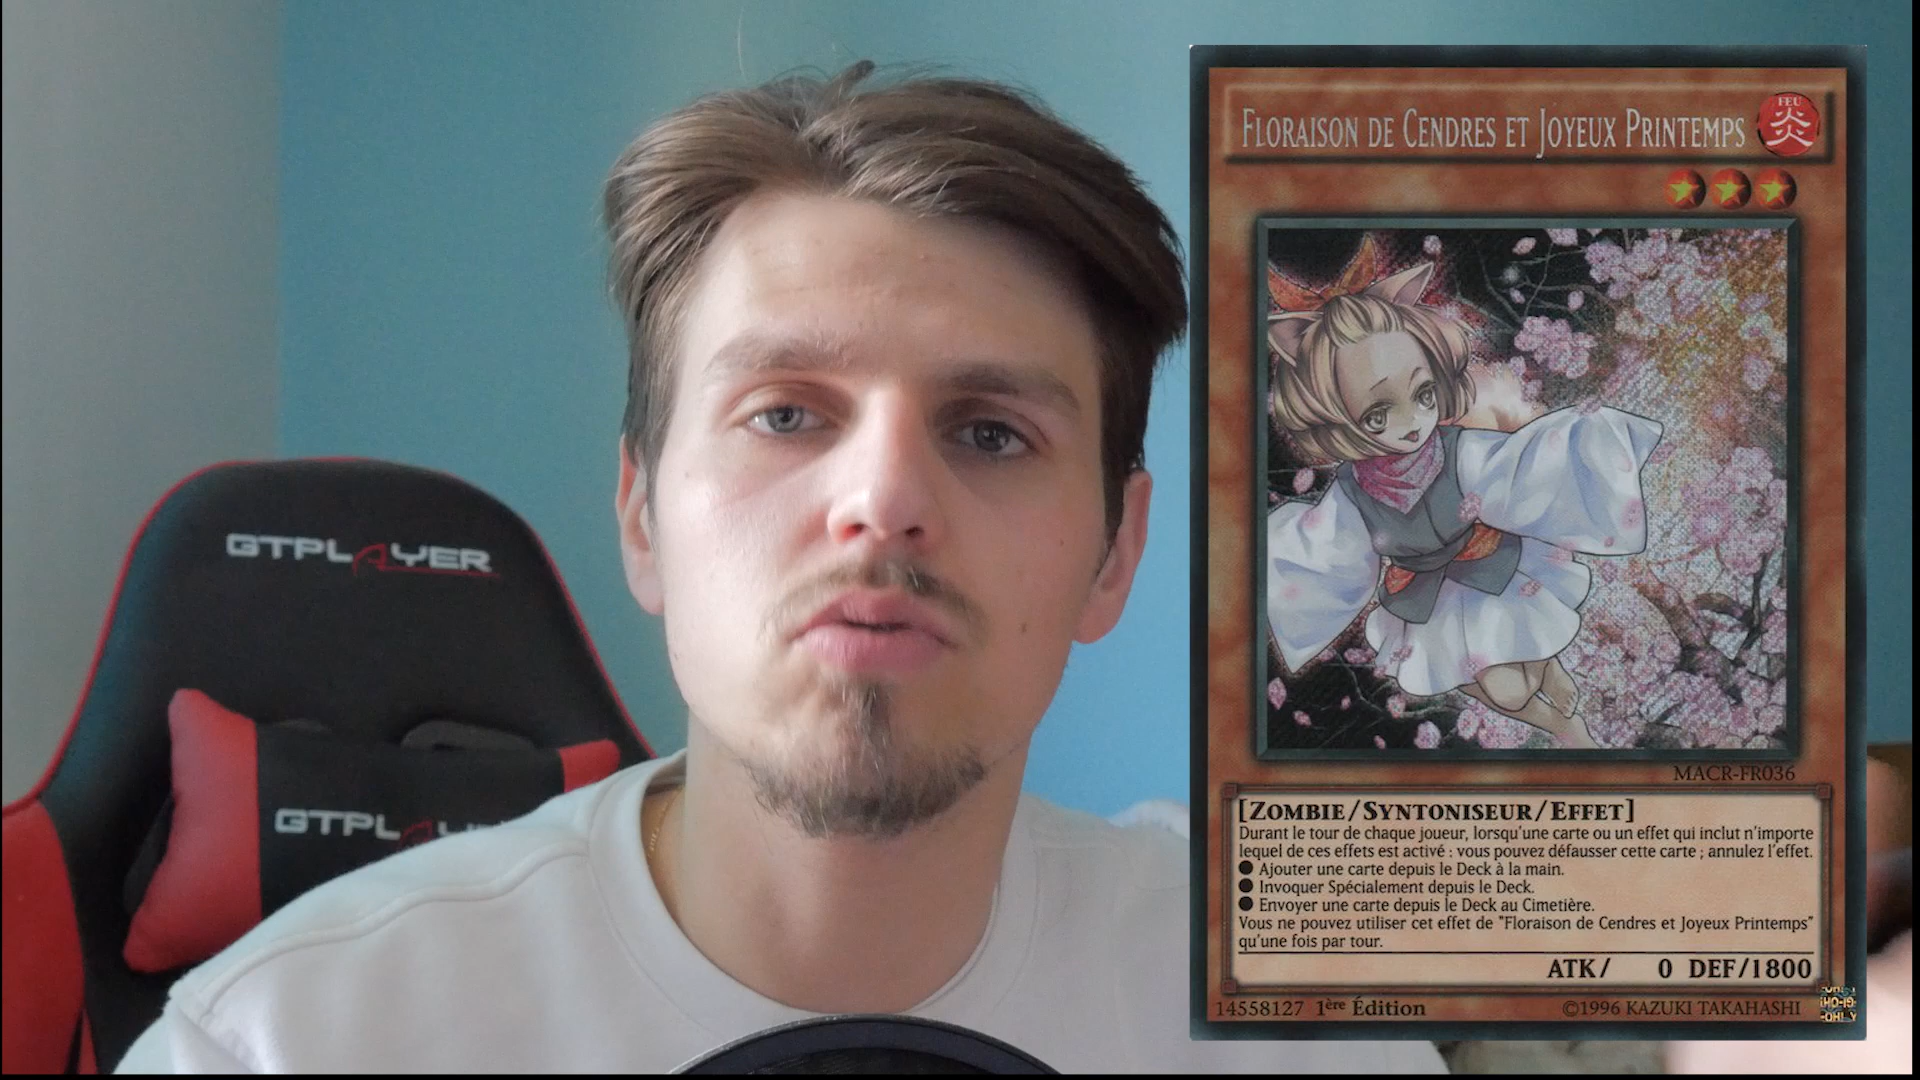 GTPLAYER
GTPL
FLORAISON DE CENDRES ET JOYEUX PRINTEMPS
FEU
炎
MACR-FR036
[ZOMBIE/SYNTONISEUR/EFFET]
Durant le tour de chaque joueur, lorsqu'une carte ou un effet qui inclut n'importe
lequel de ces effets est activé : vous pouvez défausser cette carte ; annulez l'effet.
● Ajouter une carte depuis le Deck à la main.
● Invoquer Spécialement depuis le Deck.
● Envoyer une carte depuis le Deck au Cimetière.
Vous ne pouvez utiliser cet effet de "Floraison de Cendres et Joyeux Printemps"
qu'une fois par tour.
ATK/ 0 DEF/1800
14558127 1ère Édition ©1996 KAZUKI TAKAHASHI